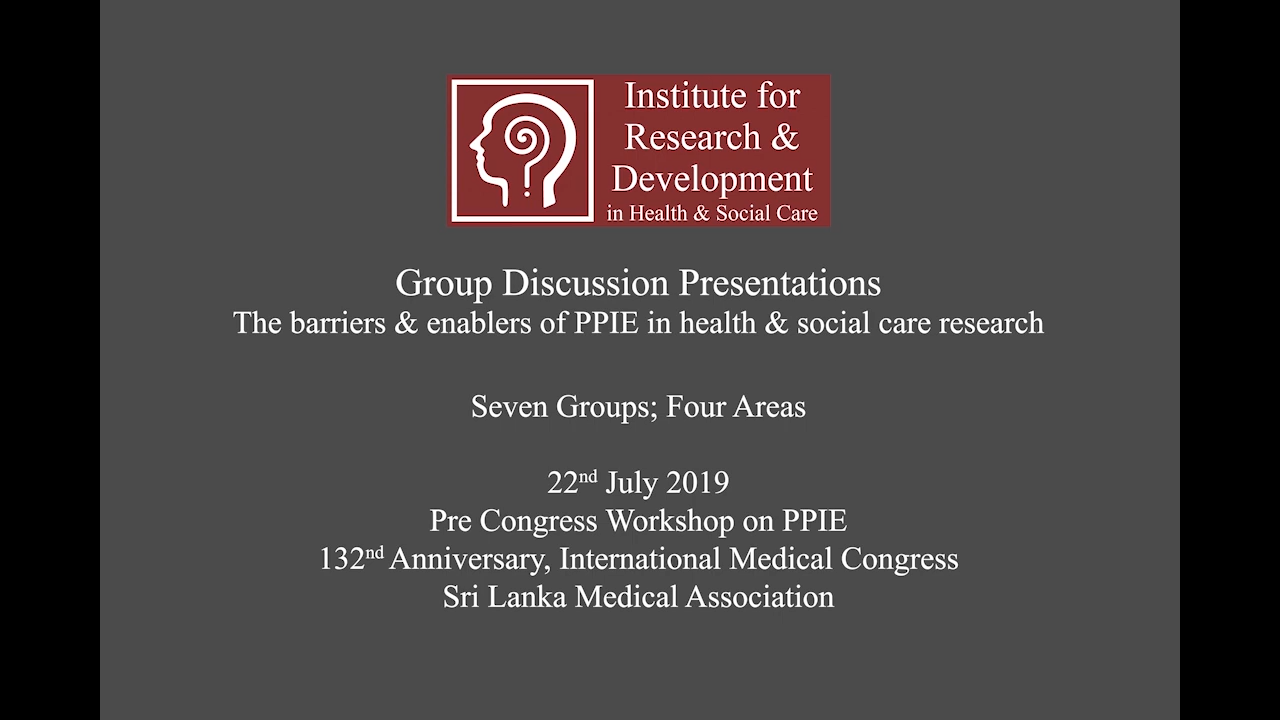 Institute for
Research &
Development
in Health & Social Care
Group Discussion Presentations
The barriers & enablers of PPIE in health & social care research
Seven Groups; Four Areas
22nd July 2019
Pre Congress Workshop on PPIE
132nd Anniversary, International Medical Congress
Sri Lanka Medical Association